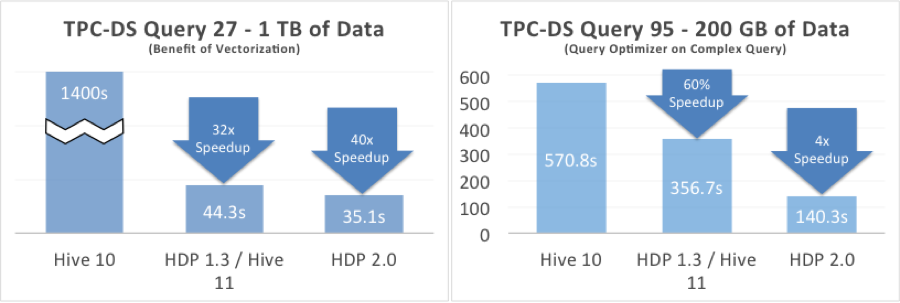 TPC-DS Query 27 - 1 TB of Data
(Benefit of Vectorization)
1400s
32x
Speedup
40x
Speedup
44.3s
35.1s
Hive 10
HDP 1.3 / Hive
11
HDP 2.0
TPC-DS Query 95 - 200 GB of Data
(Query Optimizer on Complex Query)
600
500
400
300
200
100
0
60%
Speedup
4x
Speedup
570.8s
356.7s
140.3s
Hive 10
HDP 1.3 / Hive
11
HDP 2.0